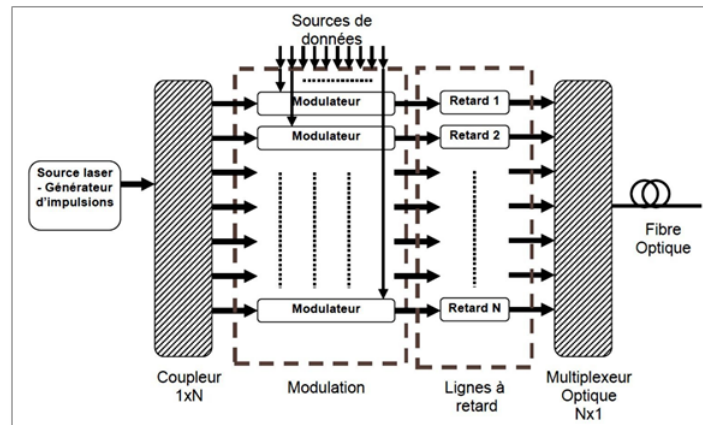 Sources de
données
Modulateur
Retard 1
Modulateur
Retard 2
Source laser
- Générateur
d'impulsions
Fibre
Optique
Modulateur
Retard N
Coupleur
1xN
Modulation
Lignes à
retard
Multiplexeur
Optique
Nx1